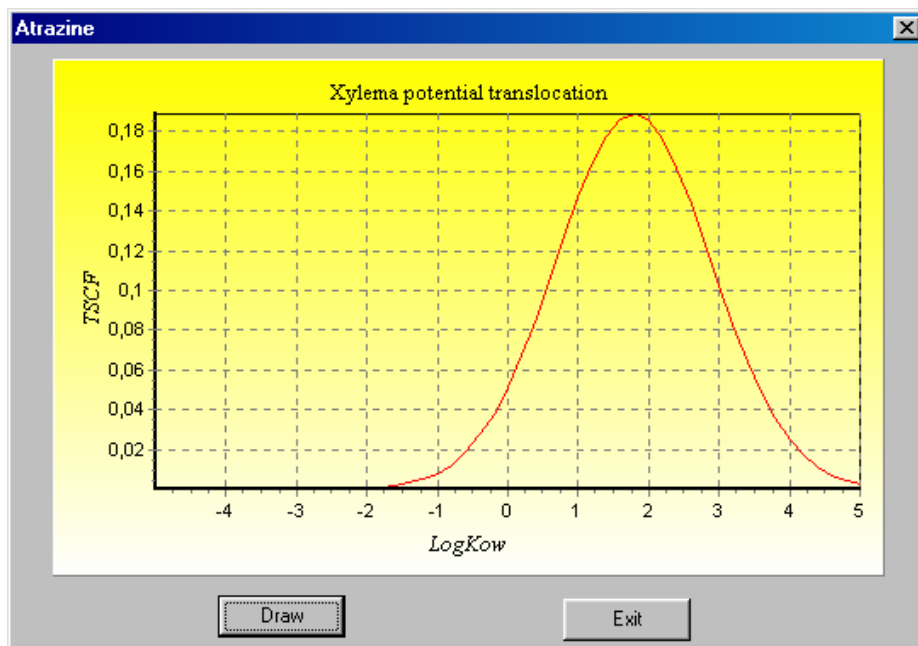 Atrazine
Xylema potential translocation
0,18
0,16
0,14
0,12
0,1
0,08
0,06
0,04
0,02
TSCF
-4 -3 -2 -1 0 1 2 3 4 5
LogKow
Draw Exit